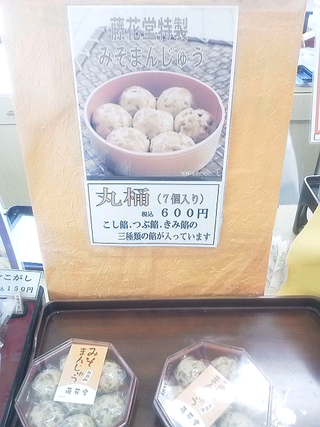 藤花堂特製
みそまんじゅう
丸桶（7個入り）
税込 600円
こし餡.つぶ餡.きみ餡の
三種類の餡が入っています
こがし
150円
みそ
まんじゅう
藤花堂